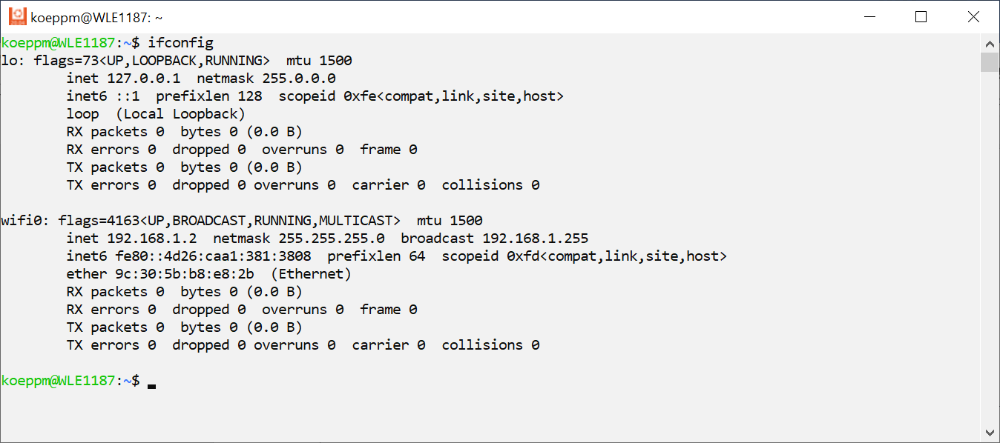 koeppm@WLE1187: ~
koeppm@WLE1187:~$ ifconfig
lo: flags=73<UP,LOOPBACK,RUNNING>  mtu 1500
        inet 127.0.0.1  netmask 255.0.0.0
        inet6 ::1  prefixlen 128  scopeid 0xfe<compat,link,site,host>
        loop  (Local Loopback)
        RX packets 0  bytes 0 (0.0 B)
        RX errors 0  dropped 0  overruns 0  frame 0
        TX packets 0  bytes 0 (0.0 B)
        TX errors 0  dropped 0 overruns 0  carrier 0  collisions 0

wifi0: flags=4163<UP,BROADCAST,RUNNING,MULTICAST>  mtu 1500
        inet 192.168.1.2  netmask 255.255.255.0  broadcast 192.168.1.255
        inet6 fe80::4d26:caa1:381:3808  prefixlen 64  scopeid 0xfd<compat,link,site,host>
        ether 9c:30:5b:b8:e8:2b  (Ethernet)
        RX packets 0  bytes 0 (0.0 B)
        RX errors 0  dropped 0  overruns 0  frame 0
        TX packets 0  bytes 0 (0.0 B)
        TX errors 0  dropped 0 overruns 0  carrier 0  collisions 0

koeppm@WLE1187:~$